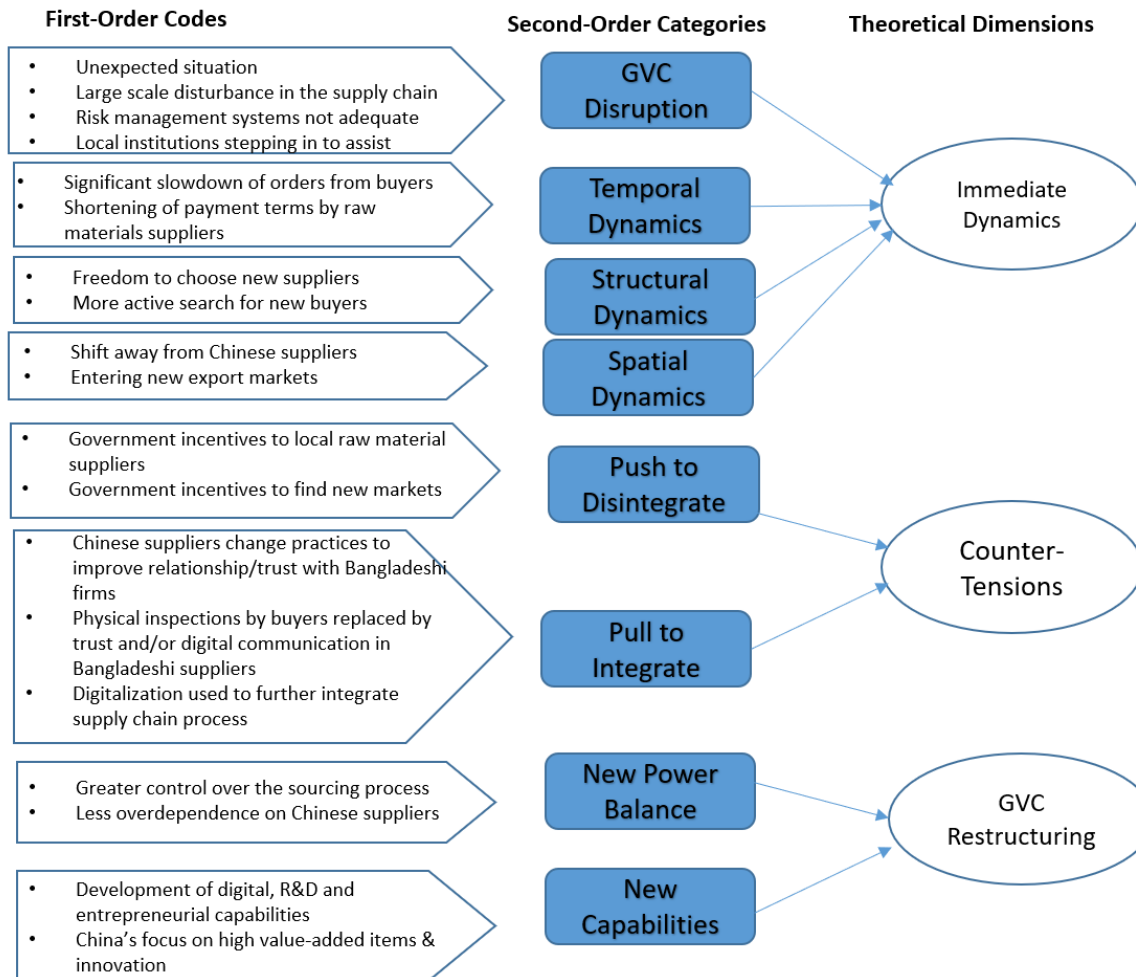 First-Order Codes
Second-Order Categories
Theoretical Dimensions
• Unexpected situation
• Large scale disturbance in the supply chain
• Risk management systems not adequate
• Local institutions stepping in to assist
GVC
Disruption
• Significant slowdown of orders from buyers
• Shortening of payment terms by raw
materials suppliers
Temporal
Dynamics
• Freedom to choose new suppliers
• More active search for new buyers
Structural
Dynamics
• Shift away from Chinese suppliers
• Entering new export markets
Spatial
Dynamics
Immediate
Dynamics
• Government incentives to local raw material
suppliers
• Government incentives to find new markets
Push to
Disintegrate
• Chinese suppliers change practices to
improve relationship/trust with Bangladeshi
firms
• Physical inspections by buyers replaced by
trust and/or digital communication in
Bangladeshi suppliers
• Digitalization used to further integrate
supply chain process
Pull to
Integrate
Counter-
Tensions
• Greater control over the sourcing process
• Less overdependence on Chinese suppliers
New Power
Balance
• Development of digital, R&D and
entrepreneurial capabilities
• China's focus on high value-added items &
innovation
New
Capabilities
GVC
Restructuring